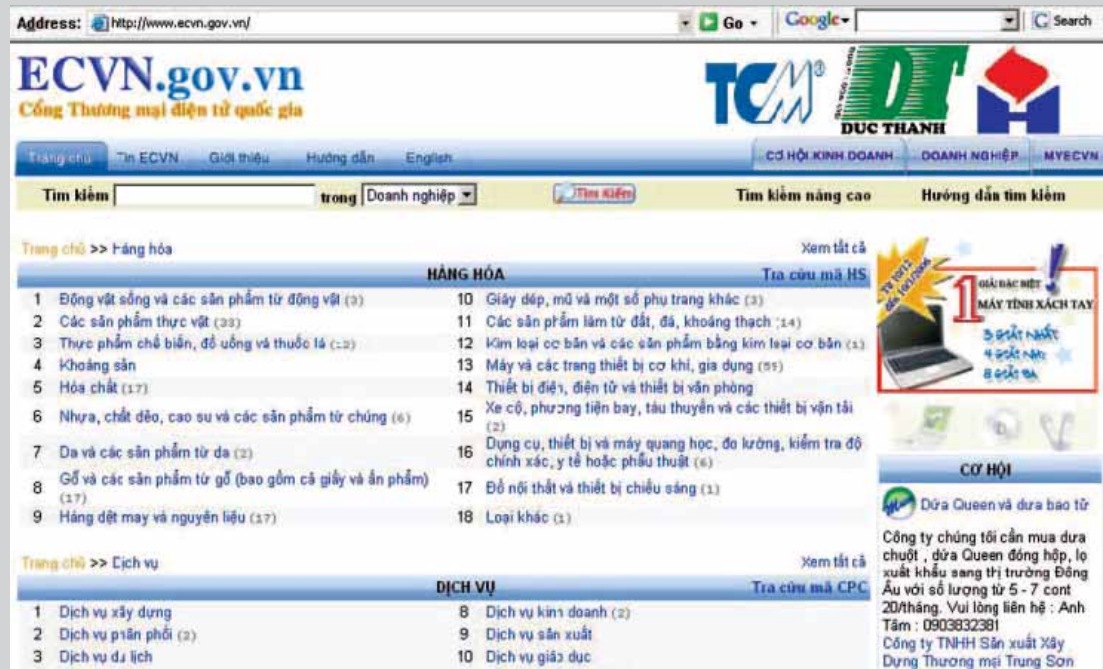 Address: http://www.ecvn.gov.vn/ Go Google Search
ECVN.gov.vn
Cổng Thương mại điện tử quốc gia
TCM
DUC THANH
Trang chủ Tin ECVN Giới thiệu Hướng dẫn English CƠ HỘI KINH DOANH DOANH NGHIỆP MYECVN
Tìm kiếm trong Doanh nghiệp Tìm Kiếm Tìm kiếm nâng cao Hướng dẫn tìm kiếm
Trang chủ >> Hàng hóa Xem tất cả
HÀNG HÓA Tra cứu mã HS
1 Động vật sống và các sản phẩm từ động vật (3)
2 Các sản phẩm thực vật (33)
3 Thực phẩm chế biến, đồ uống và thuốc lá (12)
4 Khoáng sản
5 Hóa chất (17)
6 Nhựa, chất dẻo, cao su và các sản phẩm từ chúng (6)
7 Da và các sản phẩm từ da (2)
8 Gỗ và các sản phẩm từ gỗ (bao gồm cả giấy và ấn phẩm)
(17)
9 Hàng dệt may và nguyên liệu (17)
10 Giày dép, mũ và một số phụ trang khác (3)
11 Các sản phẩm làm từ đất, đá, khoáng thạch (14)
12 Kim loại cơ bản và các sản phẩm bằng kim loại cơ bản (1)
13 Máy và các trang thiết bị cơ khí, gia dụng (55)
14 Thiết bị điện, điện tử và thiết bị văn phòng
15 Xe cộ, phương tiện bay, tàu thuyền và các thiết bị vận tải
(2)
16 Dụng cụ, thiết bị và máy quang học, đo lường, kiểm tra độ
chính xác, y tế hoặc phẫu thuật (6)
17 Đồ nội thất và thiết bị chiếu sáng (1)
18 Loại khác (1)
Trang chủ >> Dịch vụ Xem tất cả
DỊCH VỤ Tra cứu mã CPC
1 Dịch vụ xây dựng
2 Dịch vụ phân phối (2)
3 Dịch vụ du lịch
8 Dịch vụ kinh doanh (2)
9 Dịch vụ sản xuất
10 Dịch vụ giáo dục
Từ 10/12
1 GIẢI ĐẶC BIỆT
MÁY TÍNH XÁCH TAY
3 GIẢI NHẤT
4 GIẢI NHÌ
8 GIẢI BA
CƠ HỘI
Dứa Queen và dưa bao tử
Công ty chúng tôi cần mua dưa
chuột , dứa Queen đóng hộp, lọ
xuất khẩu sang thị trường Đông
Âu với số lượng từ 5 - 7 cont
20/tháng. Vui lòng liên hệ : Anh
Tâm : 0903832381
Công ty TNHH Sản xuất Xây
Dựng Thương mại Trung Sơn